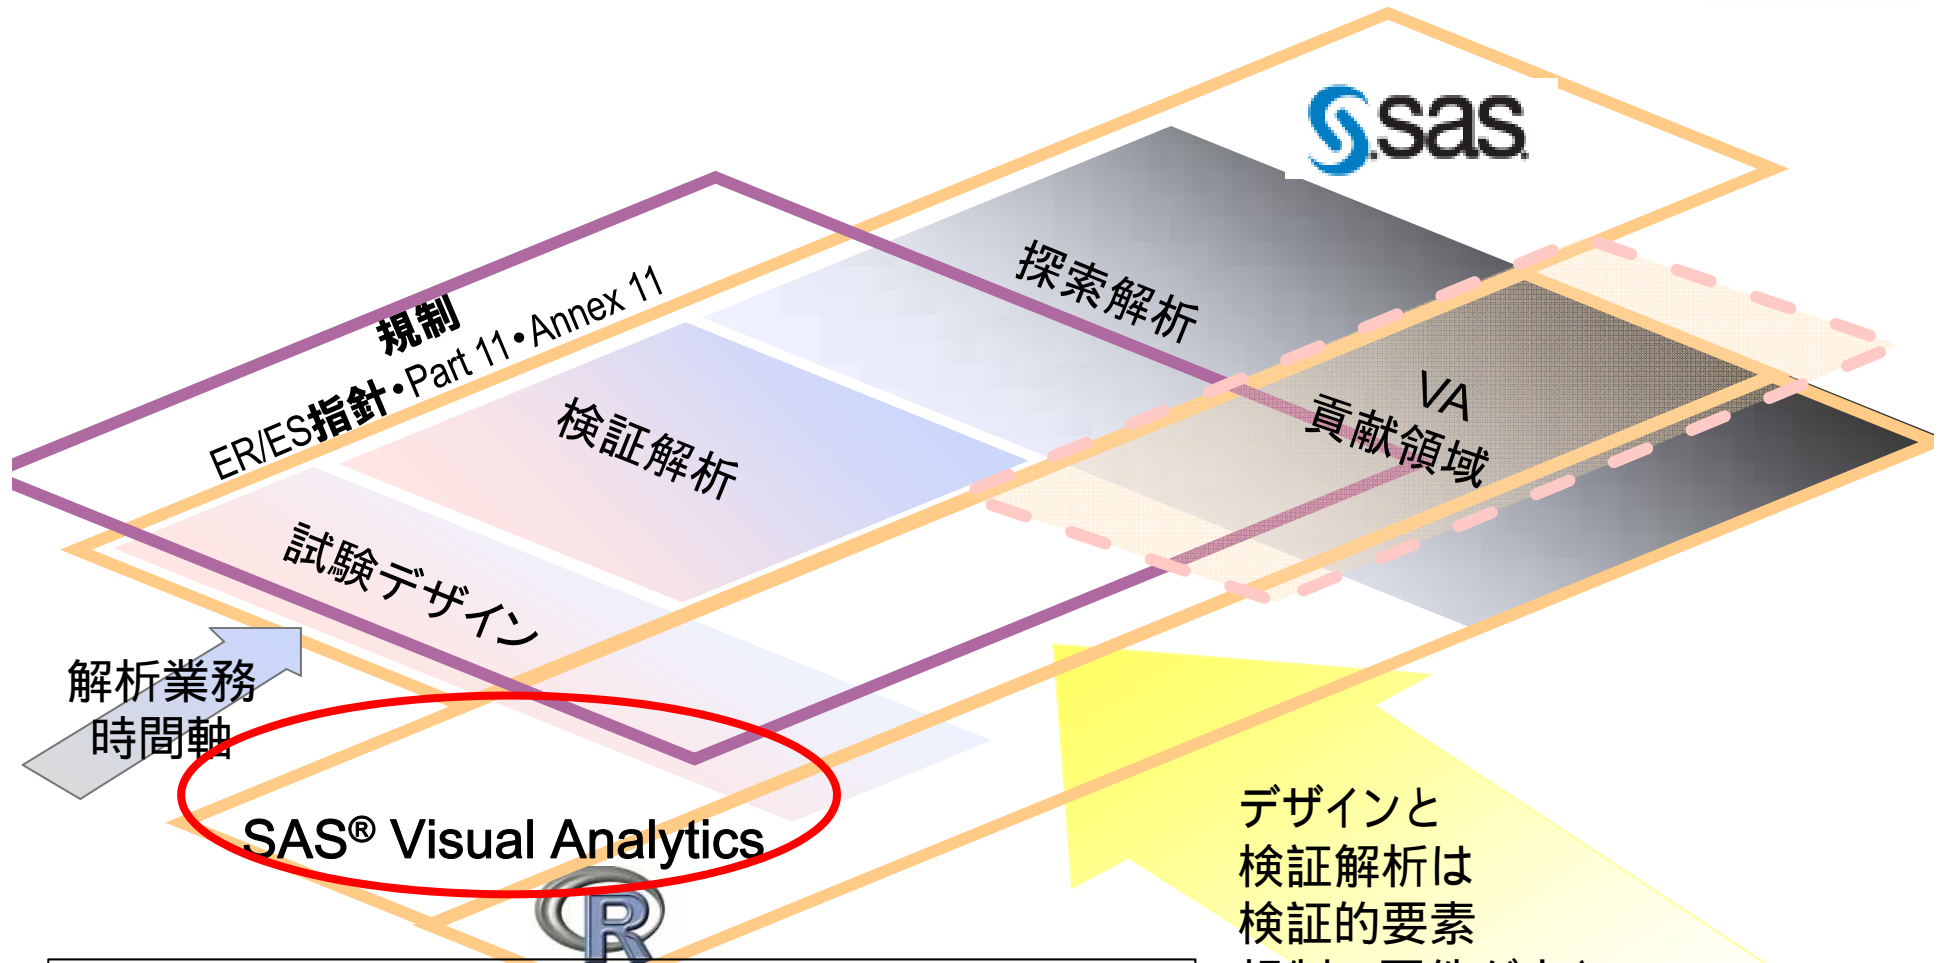 sas.
探索解析
規制
ER/ES指針・Part 11・Annex 11
検証解析
VA
貢献領域
試験デザイン
解析業務
時間軸
SAS® Visual Analytics
R
デザインと
検証解析は
検証的要素